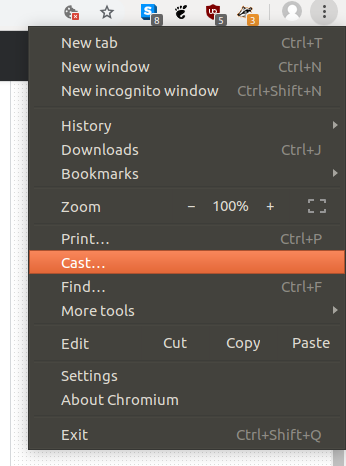 8 5 3
New tab Ctrl+T
New window Ctrl+N
New incognito window Ctrl+Shift+N
History
Downloads Ctrl+J
Bookmarks
Zoom − 100% +
Print… Ctrl+P
Cast…
Find… Ctrl+F
More tools
Edit Cut Copy Paste
Settings
About Chromium
Exit Ctrl+Shift+Q